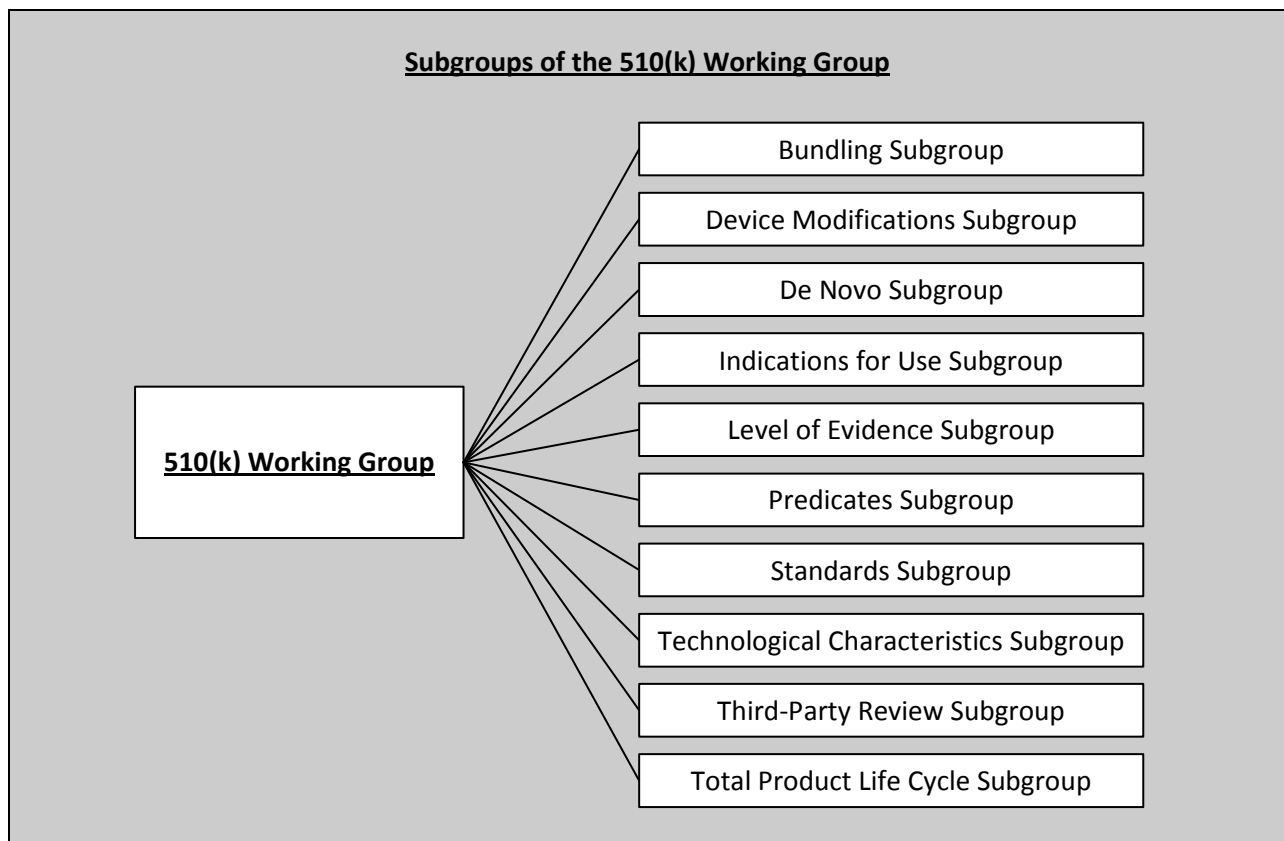 Subgroups of the 510(k) Working Group
Bundling Subgroup
Device Modifications Subgroup
De Novo Subgroup
Indications for Use Subgroup
Level of Evidence Subgroup
510(k) Working Group
Predicates Subgroup
Standards Subgroup
Technological Characteristics Subgroup
Third-Party Review Subgroup
Total Product Life Cycle Subgroup